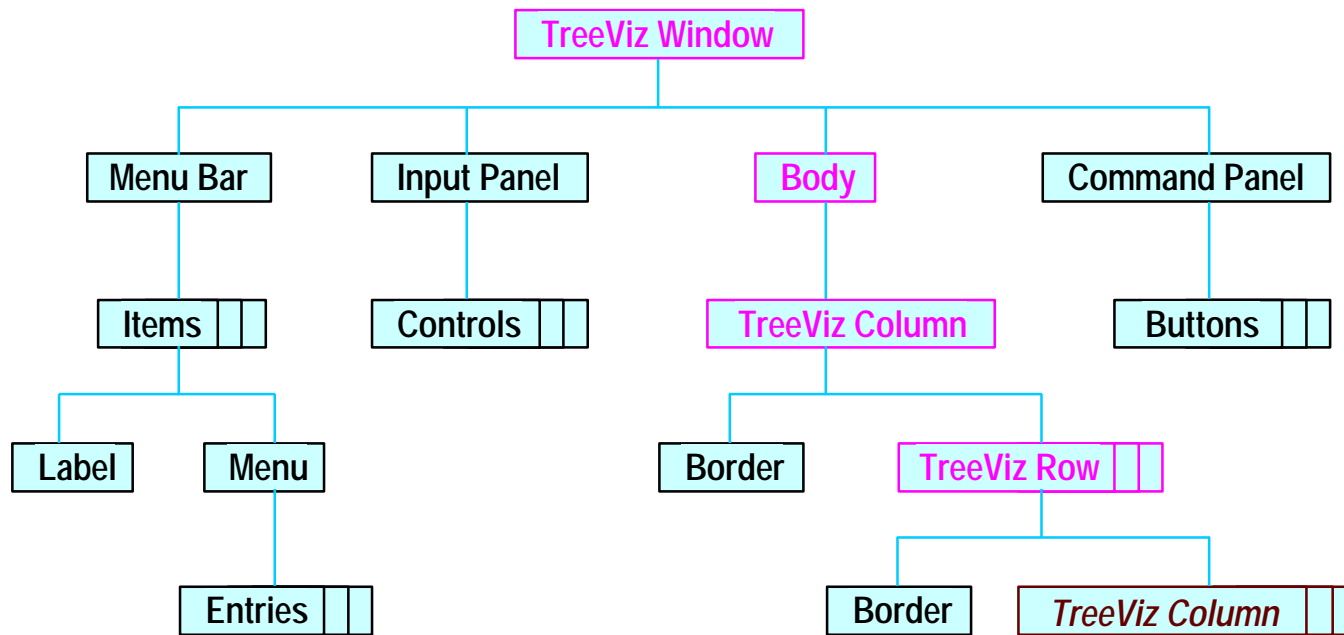 TreeViz Window
Menu Bar
Input Panel
Body
Command Panel
Items
Controls
TreeViz Column
Buttons
Label
Menu
Border
TreeViz Row
Entries
Border
TreeViz Column